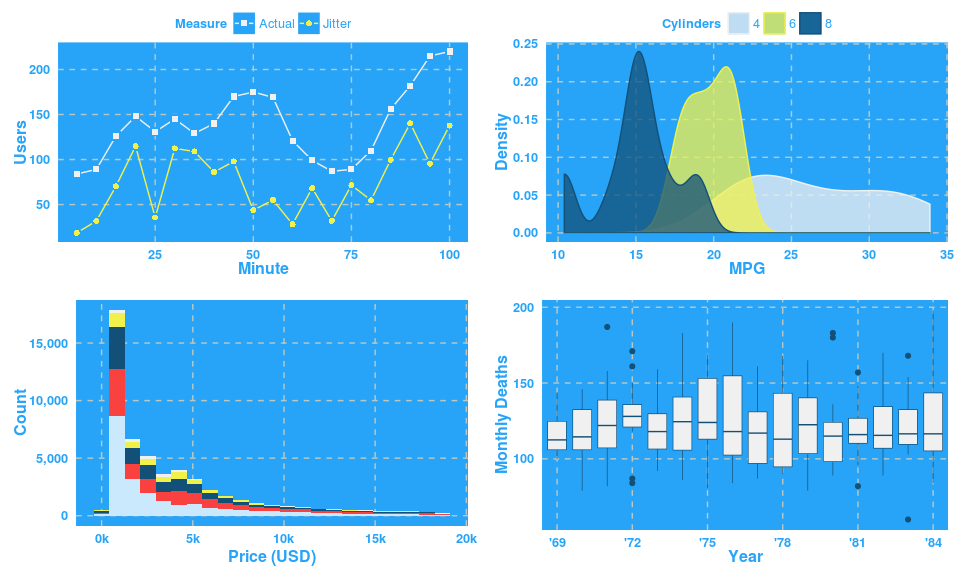 Measure Actual Jitter
200
150
100
50
Users
25 50 75 100
Minute
Cylinders 4 6 8
0.25
0.20
0.15
0.10
0.05
0.00
Density
10 15 20 25 30 35
MPG
15,000
10,000
5,000
0
Count
0k 5k 10k 15k 20k
Price (USD)
200
150
100
Monthly Deaths
'69 '72 '75 '78 '81 '84
Year